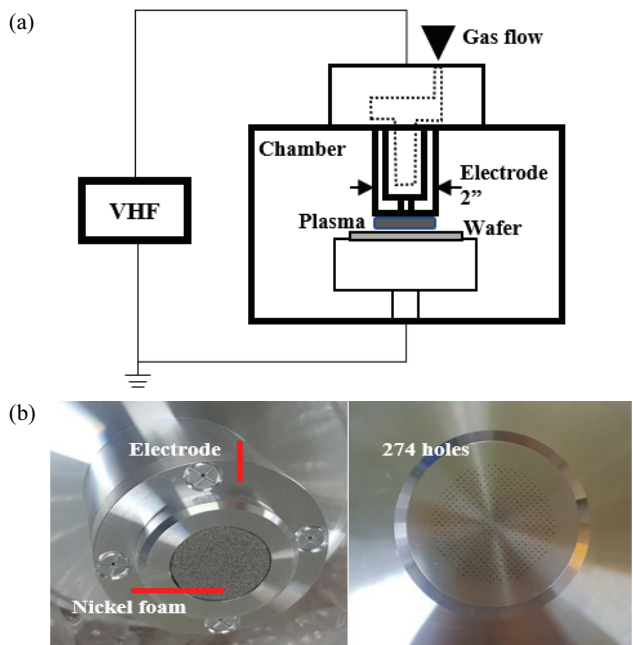 (a)
Gas flow
Chamber
Electrode
2”
VHF
Plasma
Wafer
(b)
Electrode
274 holes
Nickel foam